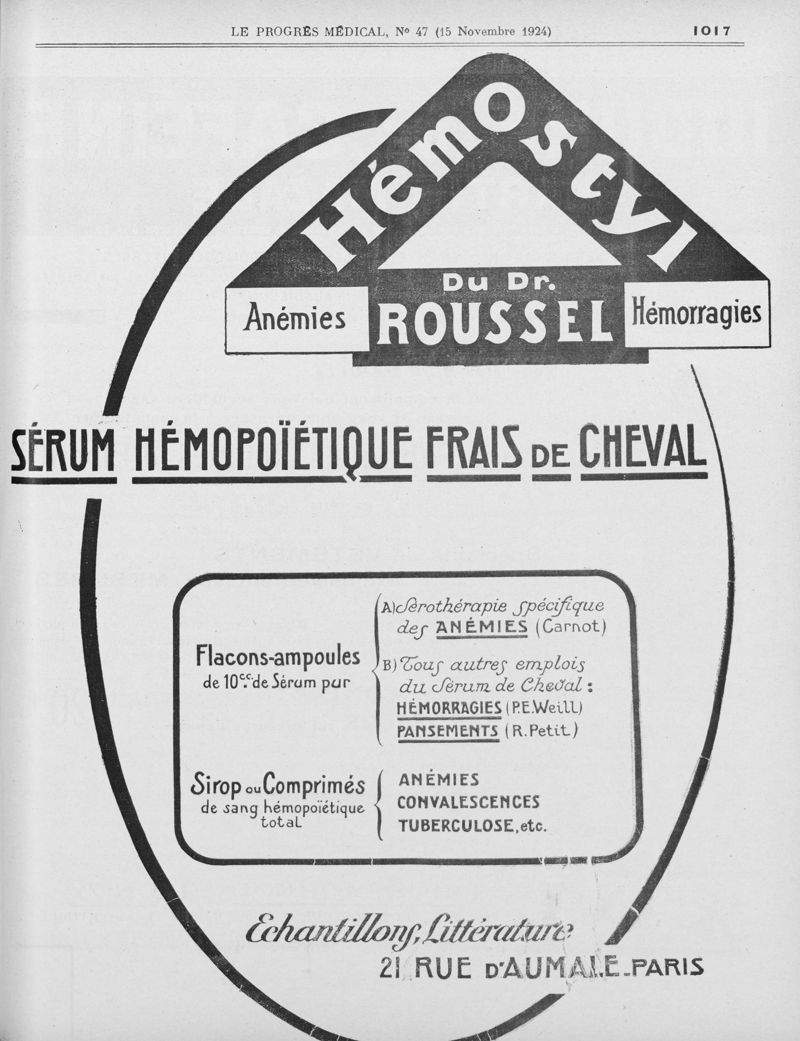 LE PROGRÈS MÉDICAL, No 47 (15 Novembre 1924) 1017
HémOstyl
Du Dr.
Anémies ROUSSEL Hémorragies
SÉRUM HÉMOPOÏÉTIQUE FRAIS DE CHEVAL
A) Sérothérapie spécifique
des ANÉMIES (Carnot)
Flacons-ampoules
de 10c.c. de Sérum pur
B) Tous autres emplois
du Sérum de Cheval :
HÉMORRAGIES (P.E.Weill)
PANSEMENTS (R. Petit)
Sirop ou Comprimés
de sang hémopoïétique
total
ANÉMIES
CONVALESCENCES
TUBERCULOSE, etc.
Echantillons, Littérature
21 RUE D'AUMALE_PARIS